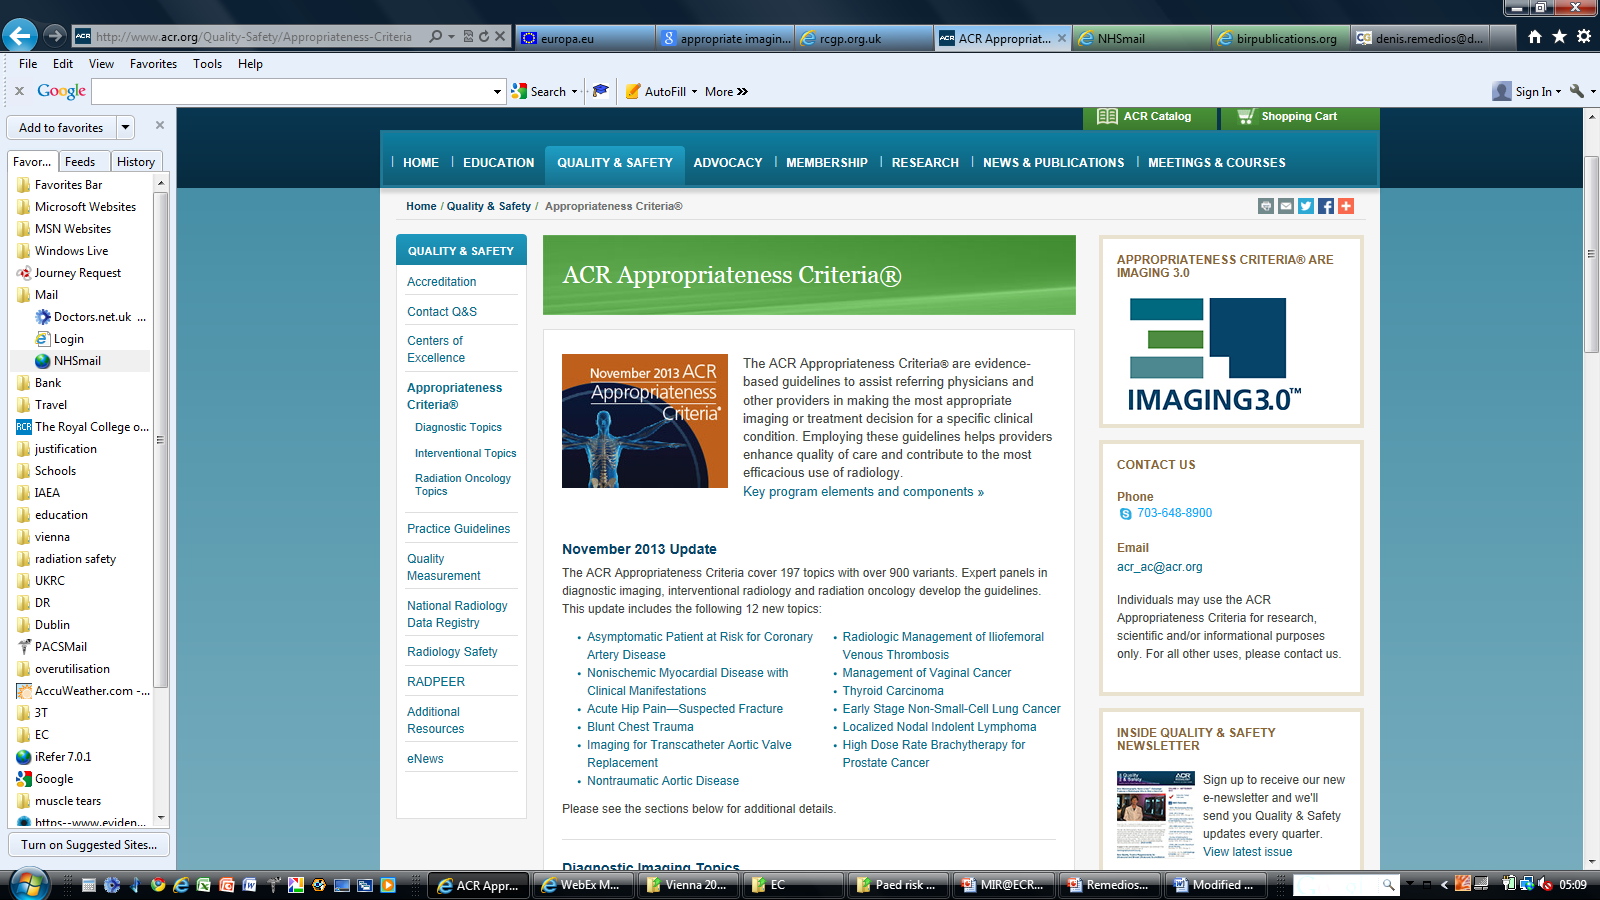 http://www.acr.org/Quality-Safety/Appropriateness-Criteria
europa.eu
appropriate imagin...
rcgp.org.uk
ACR Appropriat...
NHSmail
birpublications.org
denis.remedios@d...
File Edit View Favorites Tools Help
Google Search AutoFill More Sign In
Add to favorites
Favor... Feeds History
Favorites Bar
Microsoft Websites
MSN Websites
Windows Live
Journey Request
Mail
Doctors.net.uk ...
Login
NHSmail
Bank
Travel
RCR The Royal College o...
justification
Schools
IAEA
education
vienna
radiation safety
UKRC
DR
Dublin
PACSMail
overutilisation
AccuWeather.com -...
3T
EC
iRefer 7.0.1
Google
muscle tears
https--www.eviden...
Turn on Suggested Sites...
ACR Catalog
Shopping Cart
HOME
EDUCATION
QUALITY & SAFETY
ADVOCACY
MEMBERSHIP
RESEARCH
NEWS & PUBLICATIONS
MEETINGS & COURSES
Home / Quality & Safety / Appropriateness Criteria®
QUALITY & SAFETY
Accreditation
Contact Q&S
Centers of
Excellence
Appropriateness
Criteria®
Diagnostic Topics
Interventional Topics
Radiation Oncology
Topics
Practice Guidelines
Quality
Measurement
National Radiology
Data Registry
Radiology Safety
RADPEER
Additional
Resources
eNews
ACR Appropriateness Criteria®
November 2013 ACR
Appropriateness
Criteria®
The ACR Appropriateness Criteria® are evidence-
based guidelines to assist referring physicians and
other providers in making the most appropriate
imaging or treatment decision for a specific clinical
condition. Employing these guidelines helps providers
enhance quality of care and contribute to the most
efficacious use of radiology.
Key program elements and components »
November 2013 Update
The ACR Appropriateness Criteria cover 197 topics with over 900 variants. Expert panels in
diagnostic imaging, interventional radiology and radiation oncology develop the guidelines.
This update includes the following 12 new topics:
• Asymptomatic Patient at Risk for Coronary
Artery Disease
• Nonischemic Myocardial Disease with
Clinical Manifestations
• Acute Hip Pain—Suspected Fracture
• Blunt Chest Trauma
• Imaging for Transcatheter Aortic Valve
Replacement
• Nontraumatic Aortic Disease
• Radiologic Management of Iliofemoral
Venous Thrombosis
• Management of Vaginal Cancer
• Thyroid Carcinoma
• Early Stage Non-Small-Cell Lung Cancer
• Localized Nodal Indolent Lymphoma
• High Dose Rate Brachytherapy for
Prostate Cancer
Please see the sections below for additional details.
Diagnostic Imaging Topics
APPROPRIATENESS CRITERIA® ARE
IMAGING 3.0
IMAGING3.0™
CONTACT US
Phone
703-648-8900
Email
acr_ac@acr.org
Individuals may use the ACR
Appropriateness Criteria for research,
scientific and/or informational purposes
only. For all other uses, please contact us.
INSIDE QUALITY & SAFETY
NEWSLETTER
Sign up to receive our new
e-newsletter and we'll
send you Quality & Safety
updates every quarter.
View latest issue
ACR Appr...
WebEx M...
Vienna 20...
EC
Paed risk ...
MIR@ECR...
Remedios...
Modified ...
05:09